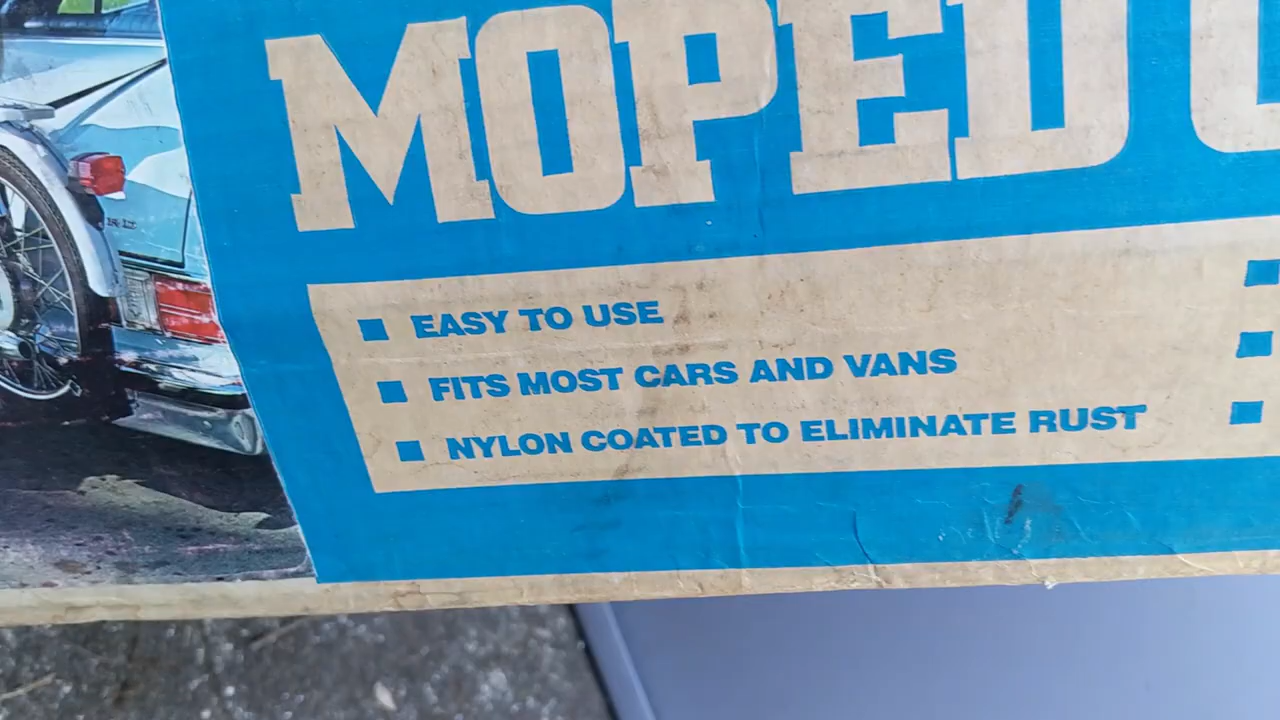 MOPED
EASY TO USE
FITS MOST CARS AND VANS
NYLON COATED TO ELIMINATE RUST